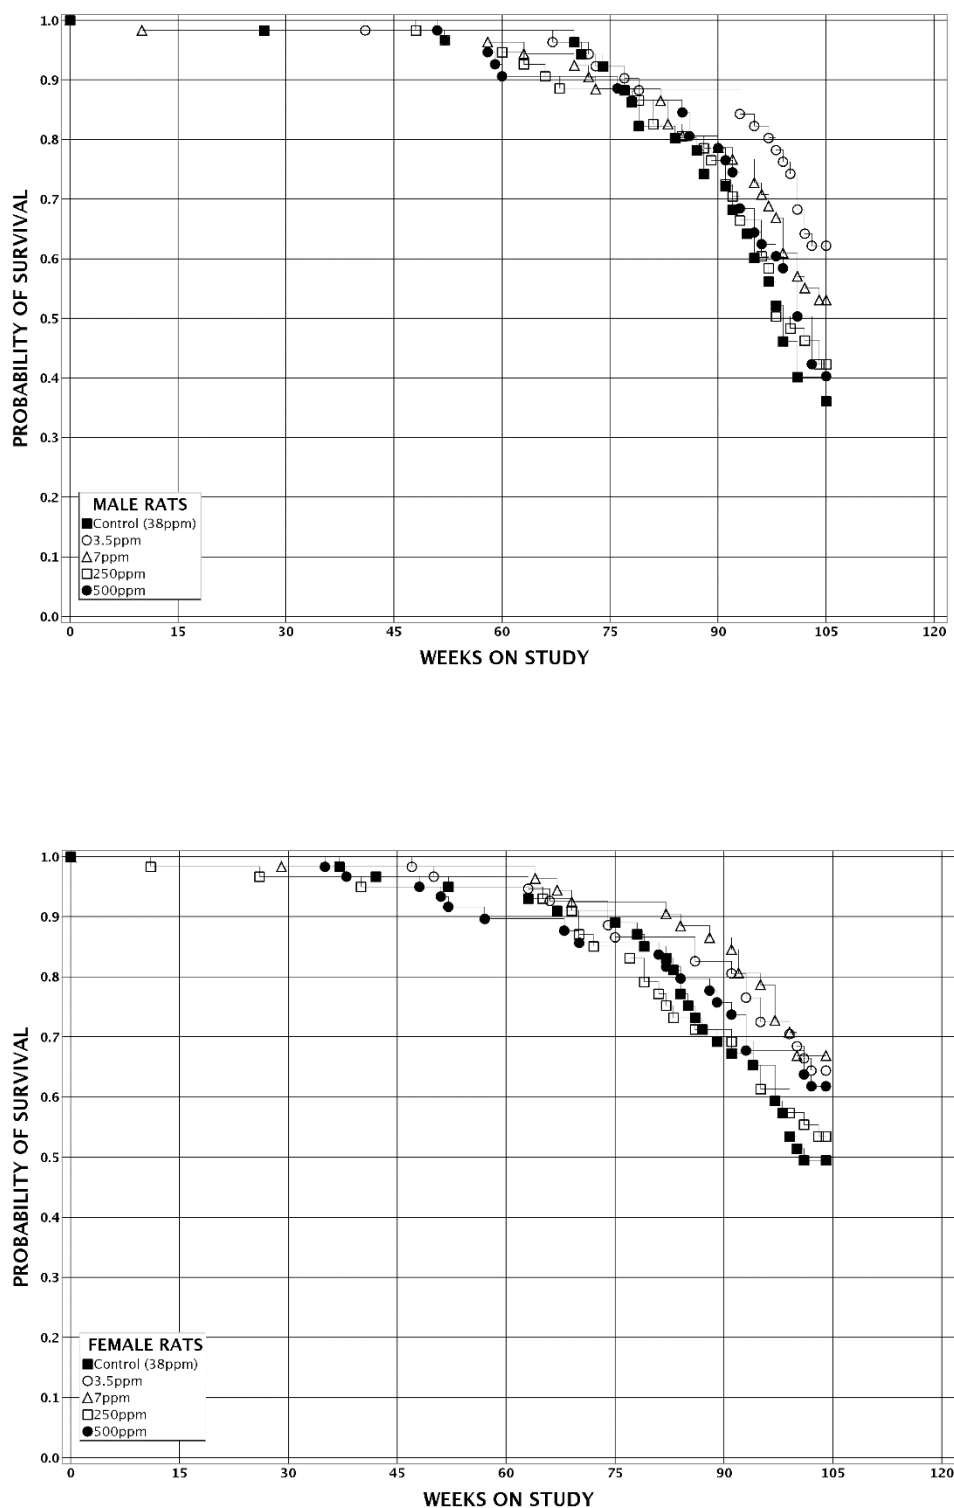 1.0
0.9
0.8
0.7
0.6
0.5
0.4
0.3
0.2
0.1
0.0
PROBABILITY OF SURVIVAL
MALE RATS
Control (38ppm)
3.5ppm
7ppm
250ppm
500ppm
0 15 30 45 60 75 90 105 120
WEEKS ON STUDY
1.0
0.9
0.8
0.7
0.6
0.5
0.4
0.3
0.2
0.1
0.0
PROBABILITY OF SURVIVAL
FEMALE RATS
Control (38ppm)
3.5ppm
7ppm
250ppm
500ppm
0 15 30 45 60 75 90 105 120
WEEKS ON STUDY